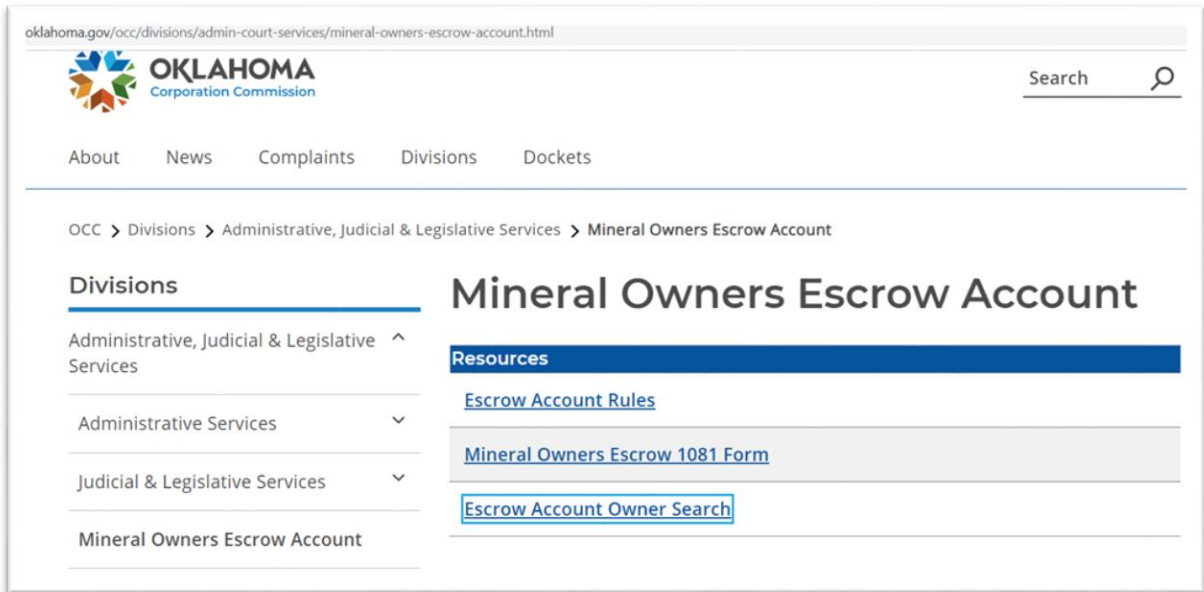 oklahoma.gov/occ/divisions/admin-court-services/mineral-owners-escrow-account.html
OKLAHOMA
Corporation Commission
Search
About News Complaints Divisions Dockets
OCC > Divisions > Administrative, Judicial & Legislative Services > Mineral Owners Escrow Account
Divisions
Administrative, Judicial & Legislative
Services
Administrative Services
Judicial & Legislative Services
Mineral Owners Escrow Account
Mineral Owners Escrow Account
Resources
Escrow Account Rules
Mineral Owners Escrow 1081 Form
Escrow Account Owner Search